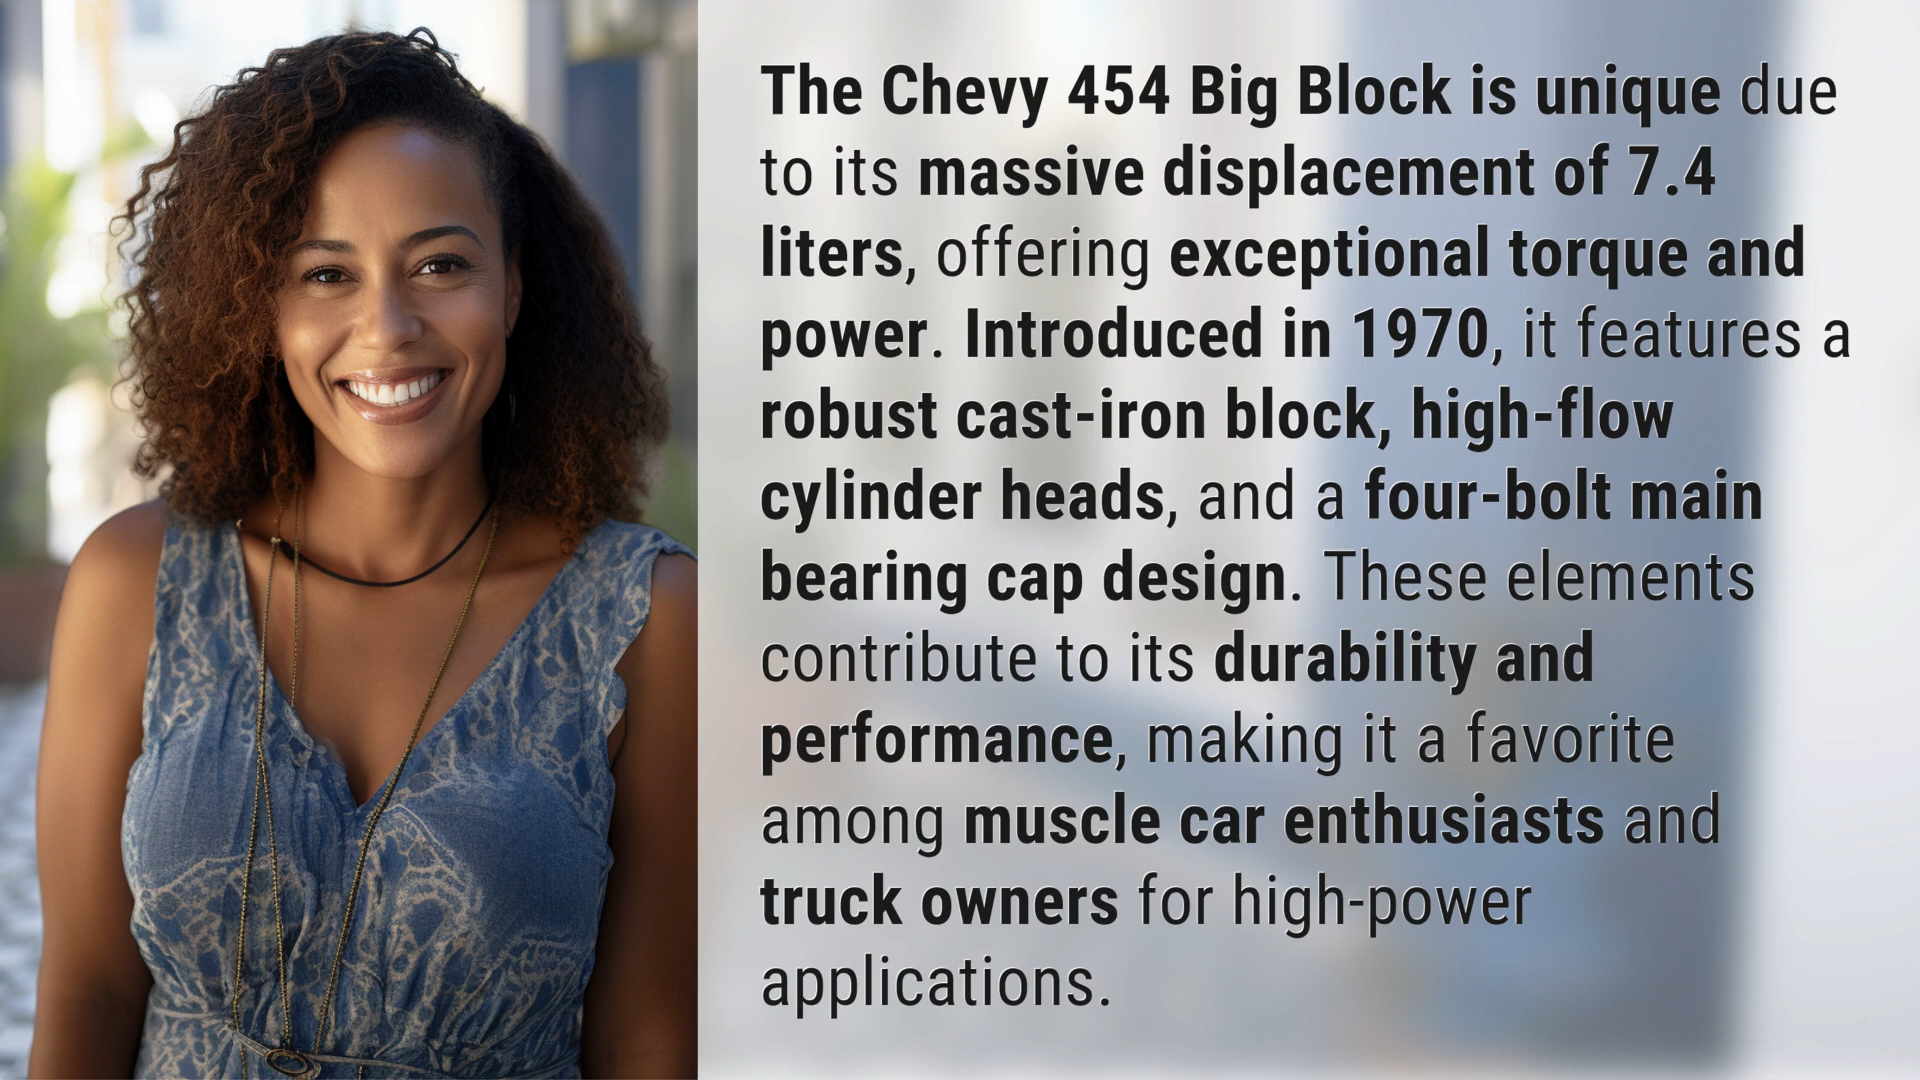 The Chevy 454 Big Block is unique due
to its massive displacement of 7.4
liters, offering exceptional torque and
power. Introduced in 1970, it features a
robust cast-iron block, high-flow
cylinder heads, and a four-bolt main
bearing cap design. These elements
contribute to its durability and
performance, making it a favorite
among muscle car enthusiasts and
truck owners for high-power
applications.